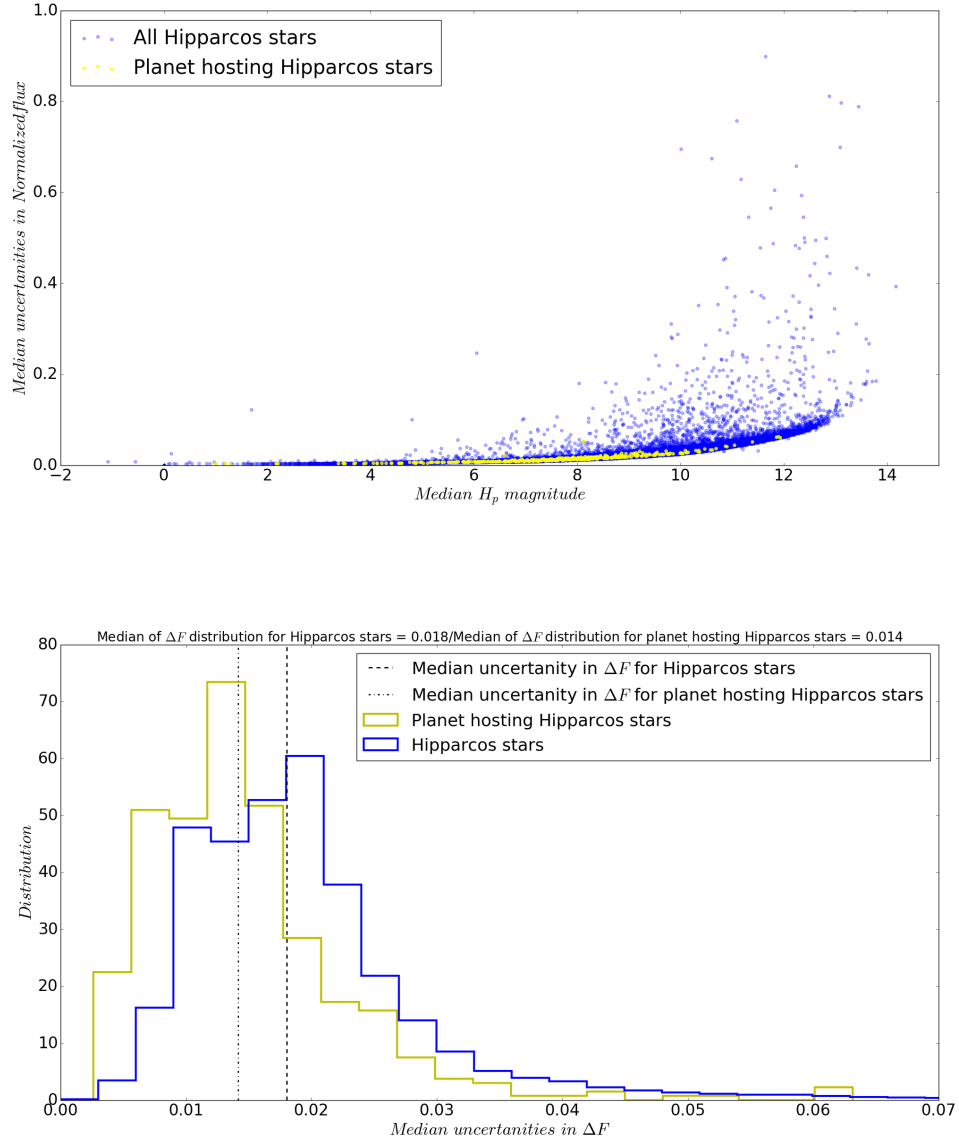 1.0
0.8
0.6
0.4
0.2
0.0
Median uncertanities in Normalizedflux
All Hipparcos stars
Planet hosting Hipparcos stars
−2 0 2 4 6 8 10 12 14
Median H_p magnitude
Median of ΔF distribution for Hipparcos stars = 0.018/Median of ΔF distribution for planet hosting Hipparcos stars = 0.014
80
70
60
50
40
30
20
10
0
Distribution
Median uncertanity in ΔF for Hipparcos stars
Median uncertanity in ΔF for planet hosting Hipparcos stars
Planet hosting Hipparcos stars
Hipparcos stars
0.00 0.01 0.02 0.03 0.04 0.05 0.06 0.07
Median uncertanities in ΔF